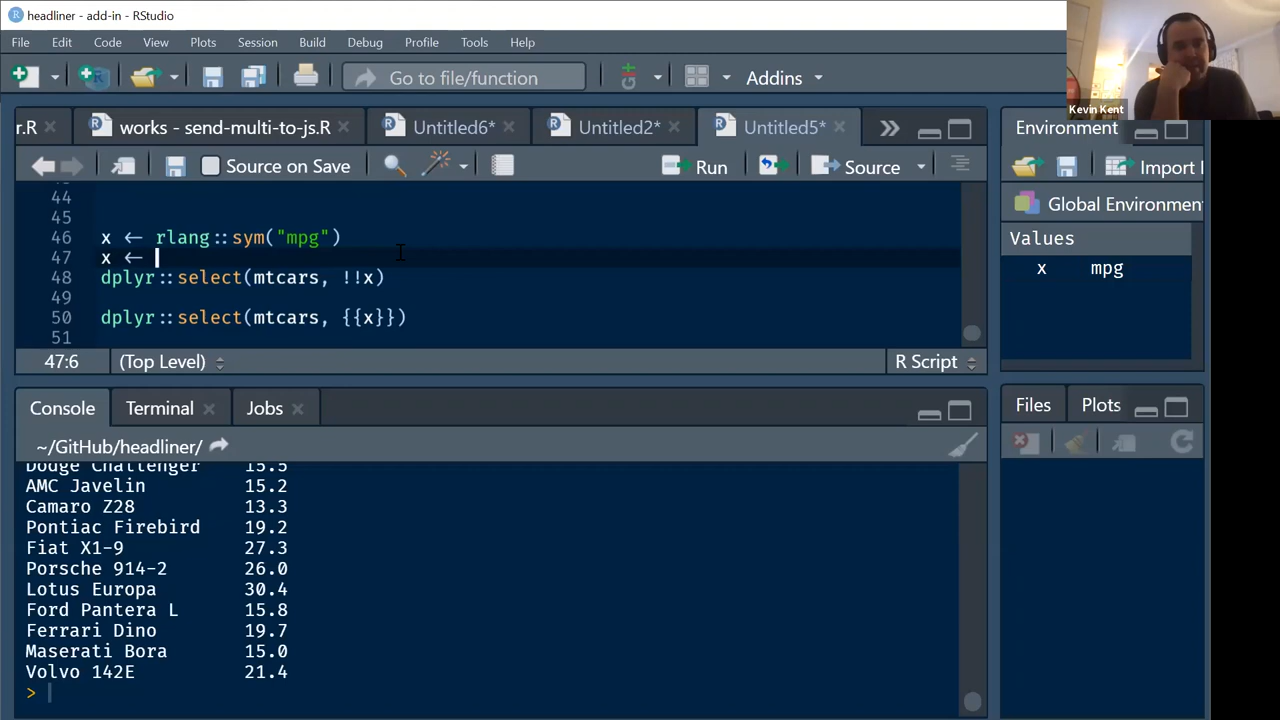 headliner - add-in - RStudio
File Edit Code View Plots Session Build Debug Profile Tools Help
Go to file/function
Addins
Kevin Kent
r.R
works - send-multi-to-js.R
Untitled6*
Untitled2*
Untitled5*
Source on Save
Run
Source
44
45
46 x ← rlang::sym("mpg")
47 x ←
48 dplyr::select(mtcars, !!x)
49
50 dplyr::select(mtcars, {{x}})
51
47:6 (Top Level) R Script
Console Terminal Jobs
~/GitHub/headliner/
Dodge Challenger 15.5
AMC Javelin 15.2
Camaro Z28 13.3
Pontiac Firebird 19.2
Fiat X1-9 27.3
Porsche 914-2 26.0
Lotus Europa 30.4
Ford Pantera L 15.8
Ferrari Dino 19.7
Maserati Bora 15.0
Volvo 142E 21.4
>
Environment
Import
Global Environment
Values
x mpg
Files Plots